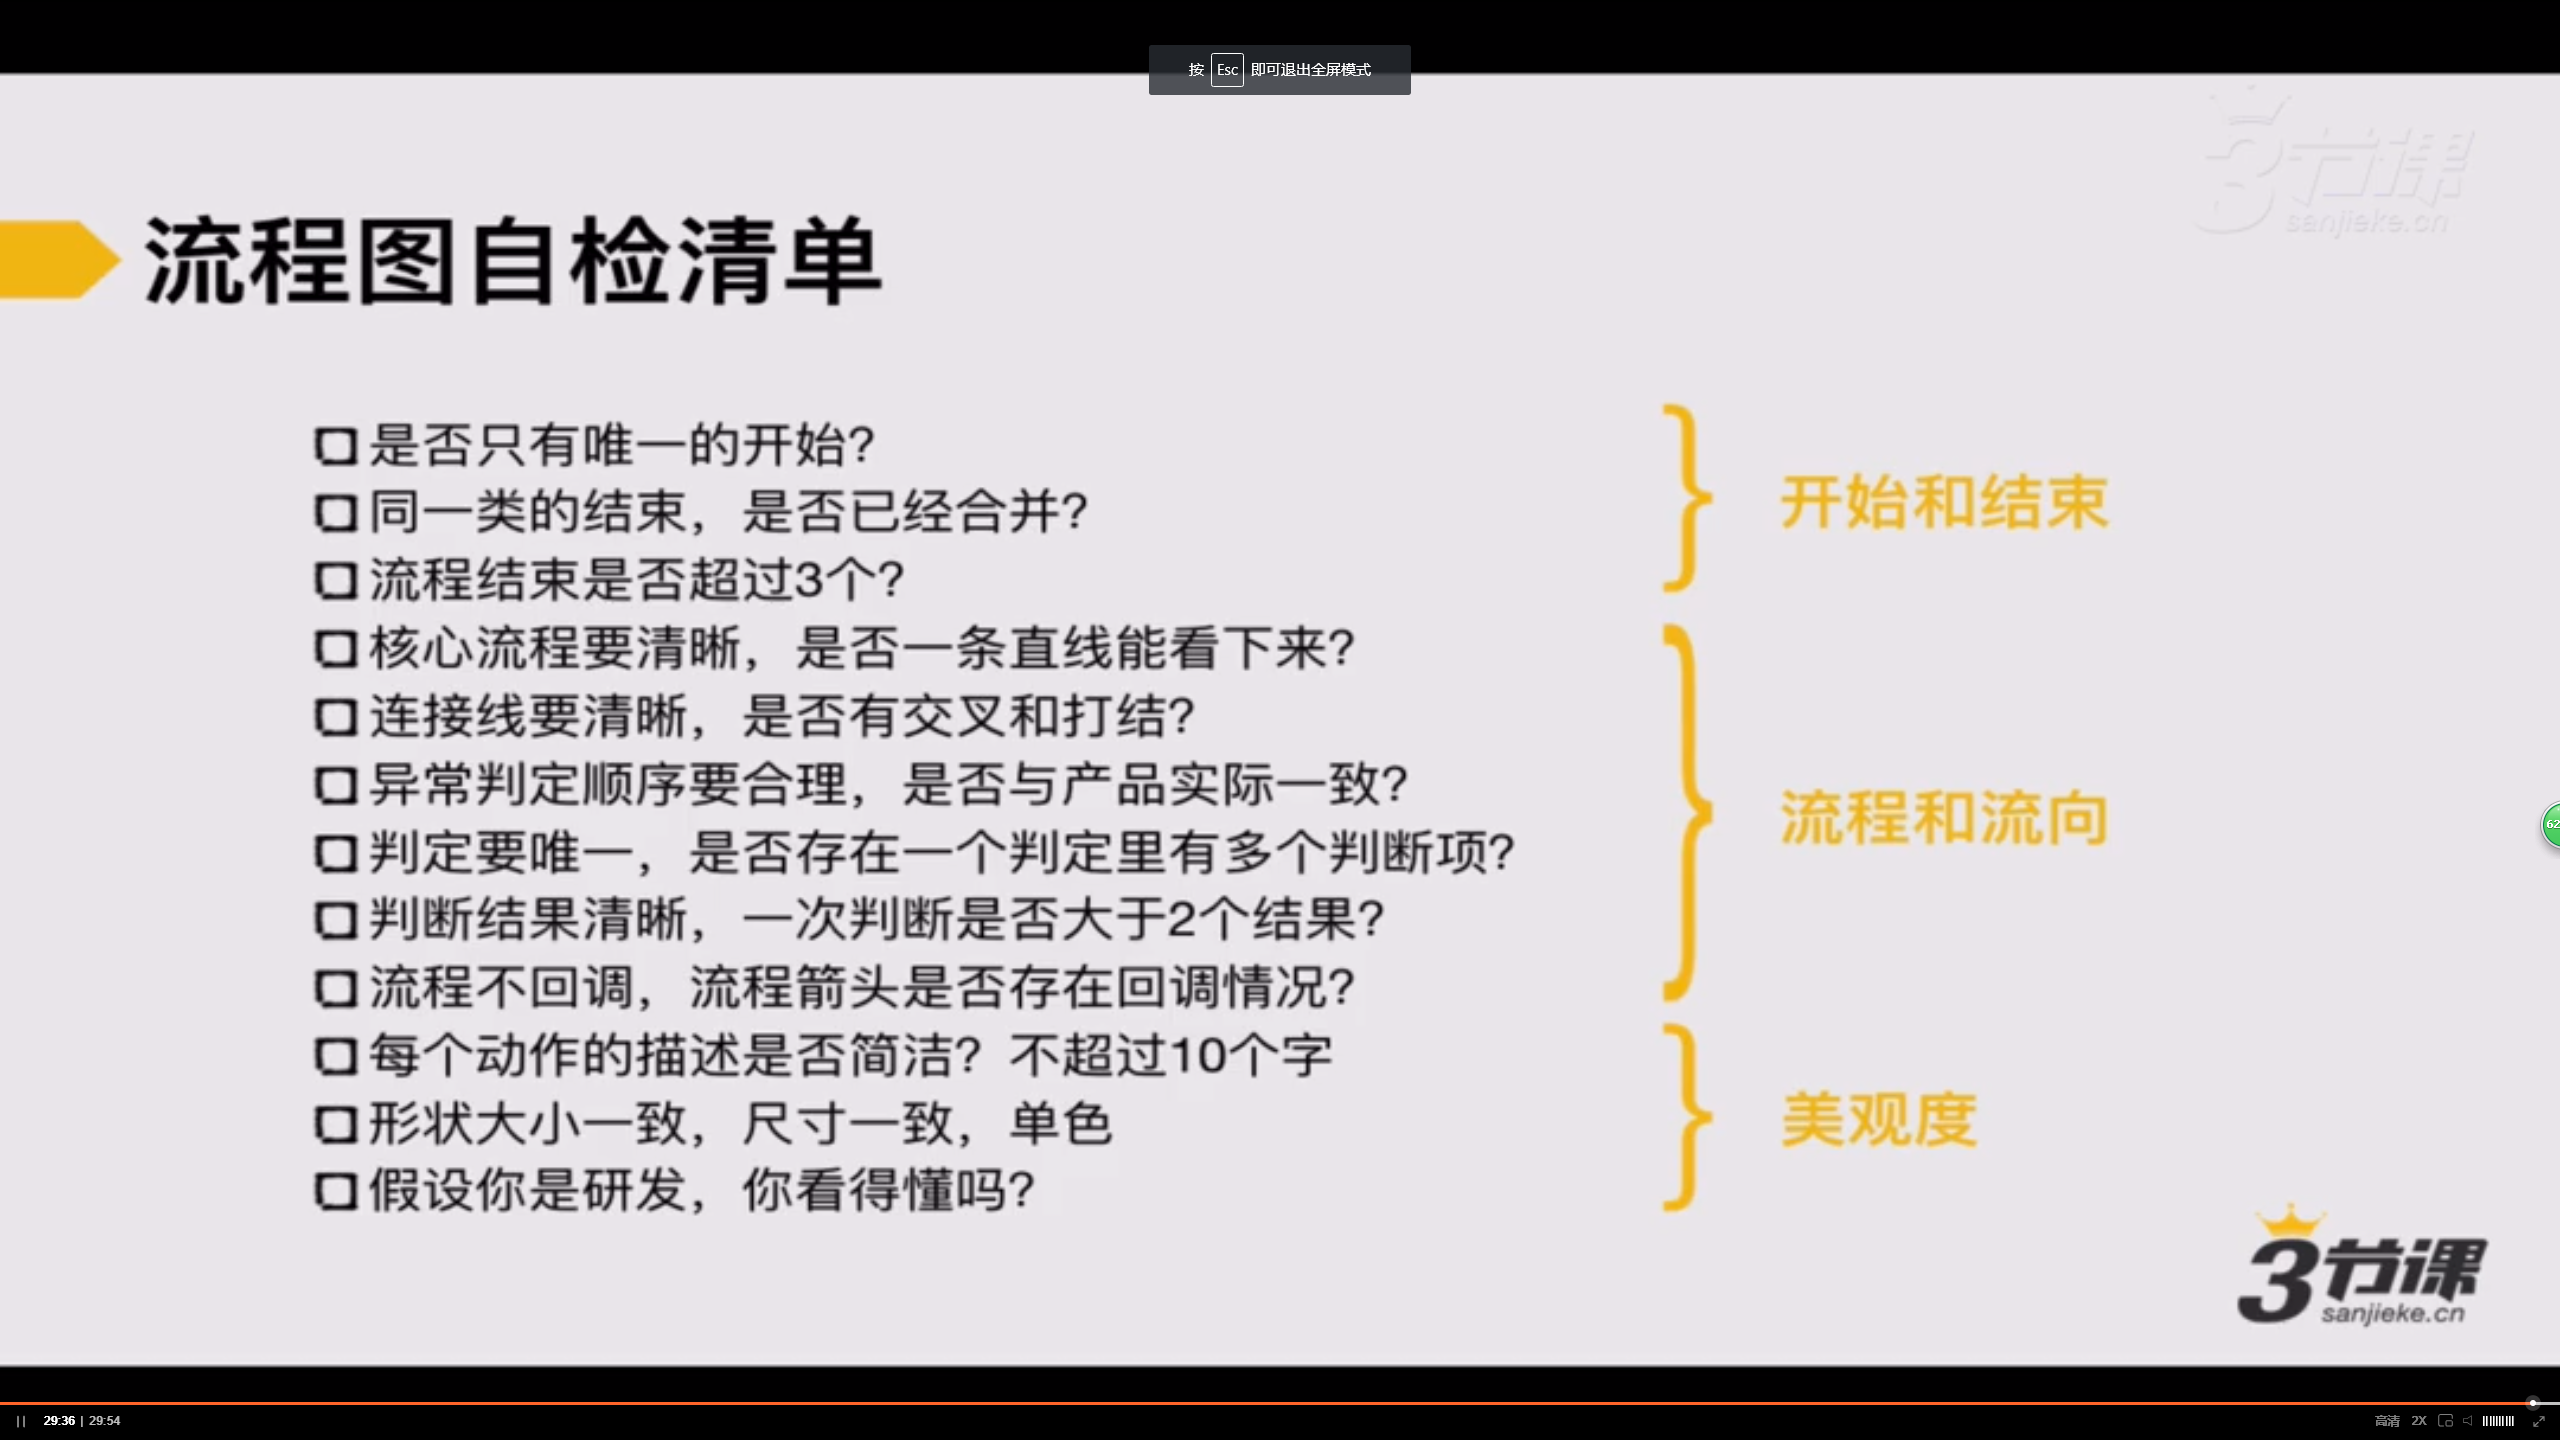 按 Esc 即可退出全屏模式
3节课
sanjieke.cn
流程图自检清单
是否只有唯一的开始?
同一类的结束，是否已经合并?
流程结束是否超过3个?
开始和结束
核心流程要清晰，是否一条直线能看下来?
连接线要清晰，是否有交叉和打结?
异常判定顺序要合理，是否与产品实际一致?
判定要唯一，是否存在一个判定里有多个判断项?
判断结果清晰，一次判断是否大于2个结果?
流程不回调，流程箭头是否存在回调情况?
流程和流向
每个动作的描述是否简洁? 不超过10个字
形状大小一致，尺寸一致，单色
假设你是研发，你看得懂吗?
美观度
3节课
sanjieke.cn
62
29:36 | 29:54
高清 2X